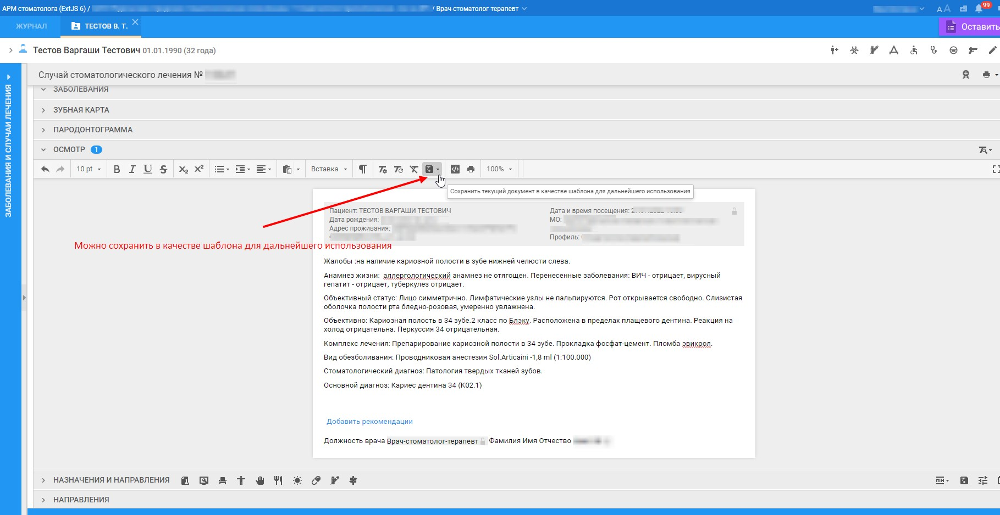 АРМ стоматолога (ExtJS 6) /
/ Врач-стоматолог-терапевт
99
ЖУРНАЛ
ТЕСТОВ В. Т.
Оставить
Тестов Варгаши Тестович 01.01.1990 (32 года)
ЗАБОЛЕВАНИЯ И СЛУЧАИ ЛЕЧЕНИЯ
Случай стоматологического лечения №
ЗАБОЛЕВАНИЯ
ЗУБНАЯ КАРТА
ПАРОДОНТОГРАММА
ОСМОТР 1
10 pt B I U S X₂ X² Вставка ¶ 100%
Сохранить текущий документ в качестве шаблона для дальнейшего использования
Пациент: ТЕСТОВ ВАРГАШИ ТЕСТОВИЧ
Дата рождения:
Адрес проживания:
Дата и время посещения:
МО:
Профиль:
Можно сохранить в качестве шаблона для дальнейшего использования
Жалобы :на наличие кариозной полости в зубе нижней челюсти слева.
Анамнез жизни: аллергологический анамнез не отягощен. Перенесенные заболевания: ВИЧ - отрицает, вирусный
гепатит - отрицает, туберкулез отрицает.
Объективный статус: Лицо симметрично. Лимфатические узлы не пальпируются. Рот открывается свободно. Слизистая
оболочка полости рта бледно-розовая, умеренно увлажнена.
Объективно: Кариозная полость в 34 зубе.2 класс по Блэку. Расположена в пределах плащевого дентина. Реакция на
холод отрицательна. Перкуссия 34 отрицательная.
Комплекс лечения: Препарирование кариозной полости в 34 зубе. Прокладка фосфат-цемент. Пломба эвикрол.
Вид обезболивания: Проводниковая анестезия Sol.Articaini -1,8 ml (1:100.000)
Стоматологический диагноз: Патология твердых тканей зубов.
Основной диагноз: Кариес дентина 34 (K02.1)
Добавить рекомендации
Должность врача Врач-стоматолог-терапевт Фамилия Имя Отчество
НАЗНАЧЕНИЯ И НАПРАВЛЕНИЯ
ПН
НАПРАВЛЕНИЯ